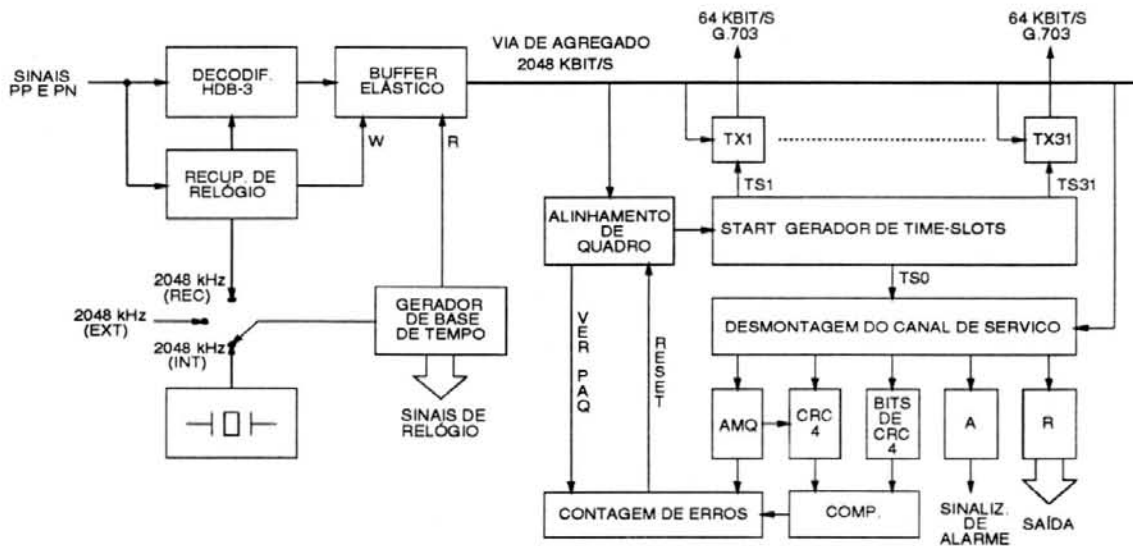 64 KBIT/S
G.703
64 KBIT/S
G.703
VIA DE AGREGADO
2048 KBIT/S
SINAIS
PP E PN
DECODIF.
HDB-3
BUFFER
ELÁSTICO
W
R
TX1
TX31
RECUP. DE
RELÓGIO
TS1
TS31
ALINHAMENTO
DE
QUADRO
START GERADOR DE TIME-SLOTS
2048 kHz
(REC)
2048 kHz
(EXT)
2048 kHz
(INT)
GERADOR
DE BASE
DE TEMPO
TS0
VER PAQ
RESET
DESMONTAGEM DO CANAL DE SERVICO
SINAIS DE
RELÓGIO
AMQ
CRC
4
BITS
DE
CRC
4
A
R
CONTAGEM DE ERROS
COMP.
SINALIZ.
DE
ALARME
SAÍDA